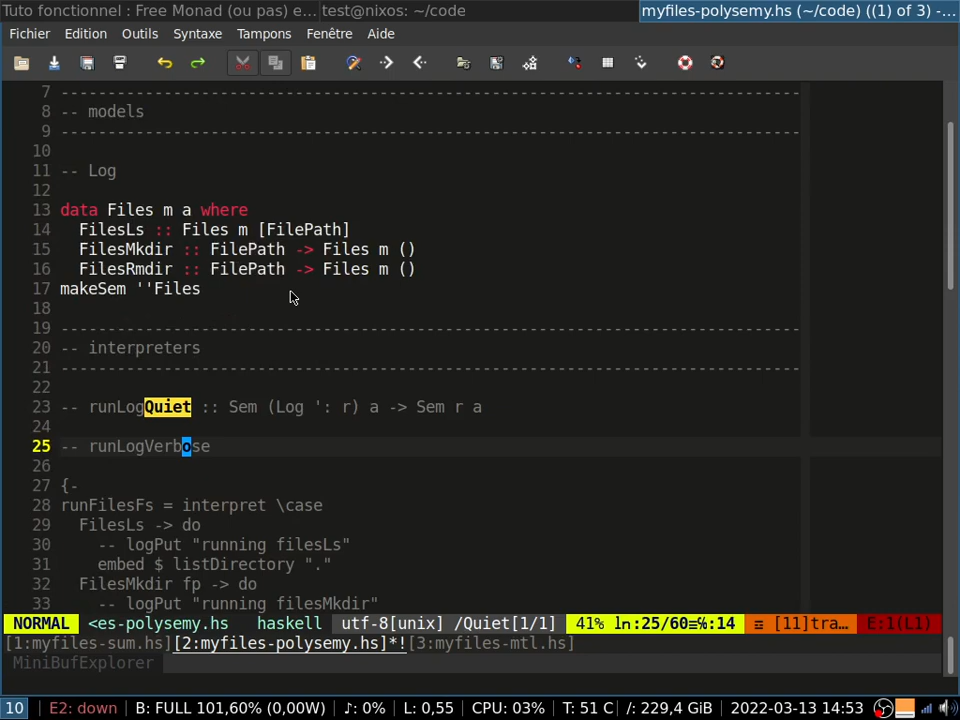 Tuto fonctionnel : Free Monad (ou pas) e... test@nixos: ~/code myfiles-polysemy.hs (~/code) ((1) of 3) -...
Fichier Edition Outils Syntaxe Tampons Fenêtre Aide
7 -------------------------------------------------------------------------------
8 -- models
9 -------------------------------------------------------------------------------
10
11 -- Log
12
13 data Files m a where
14 FilesLs :: Files m [FilePath]
15 FilesMkdir :: FilePath -> Files m ()
16 FilesRmdir :: FilePath -> Files m ()
17 makeSem ''Files
18
19 -------------------------------------------------------------------------------
20 -- interpreters
21 -------------------------------------------------------------------------------
22
23 -- runLogQuiet :: Sem (Log ': r) a -> Sem r a
24
25 -- runLogVerbose
26
27 {-
28 runFilesFs = interpret \case
29 FilesLs -> do
30 -- logPut "running filesLs"
31 embed $ listDirectory "."
32 FilesMkdir fp -> do
33 -- logPut "running filesMkdir"
NORMAL <es-polysemy.hs haskell utf-8[unix] /Quiet[1/1] 41% ln:25/60≡℅:14 ≡ [11]tra… E:1(L1)
[1:myfiles-sum.hs][2:myfiles-polysemy.hs]*![3:myfiles-mtl.hs]
MiniBufExplorer
10 E2: down B: FULL 101,60% (0,00W) ♪: 0% L: 0,55 CPU: 03% T: 51 C /: 229,4 GiB 2022-03-13 14:53